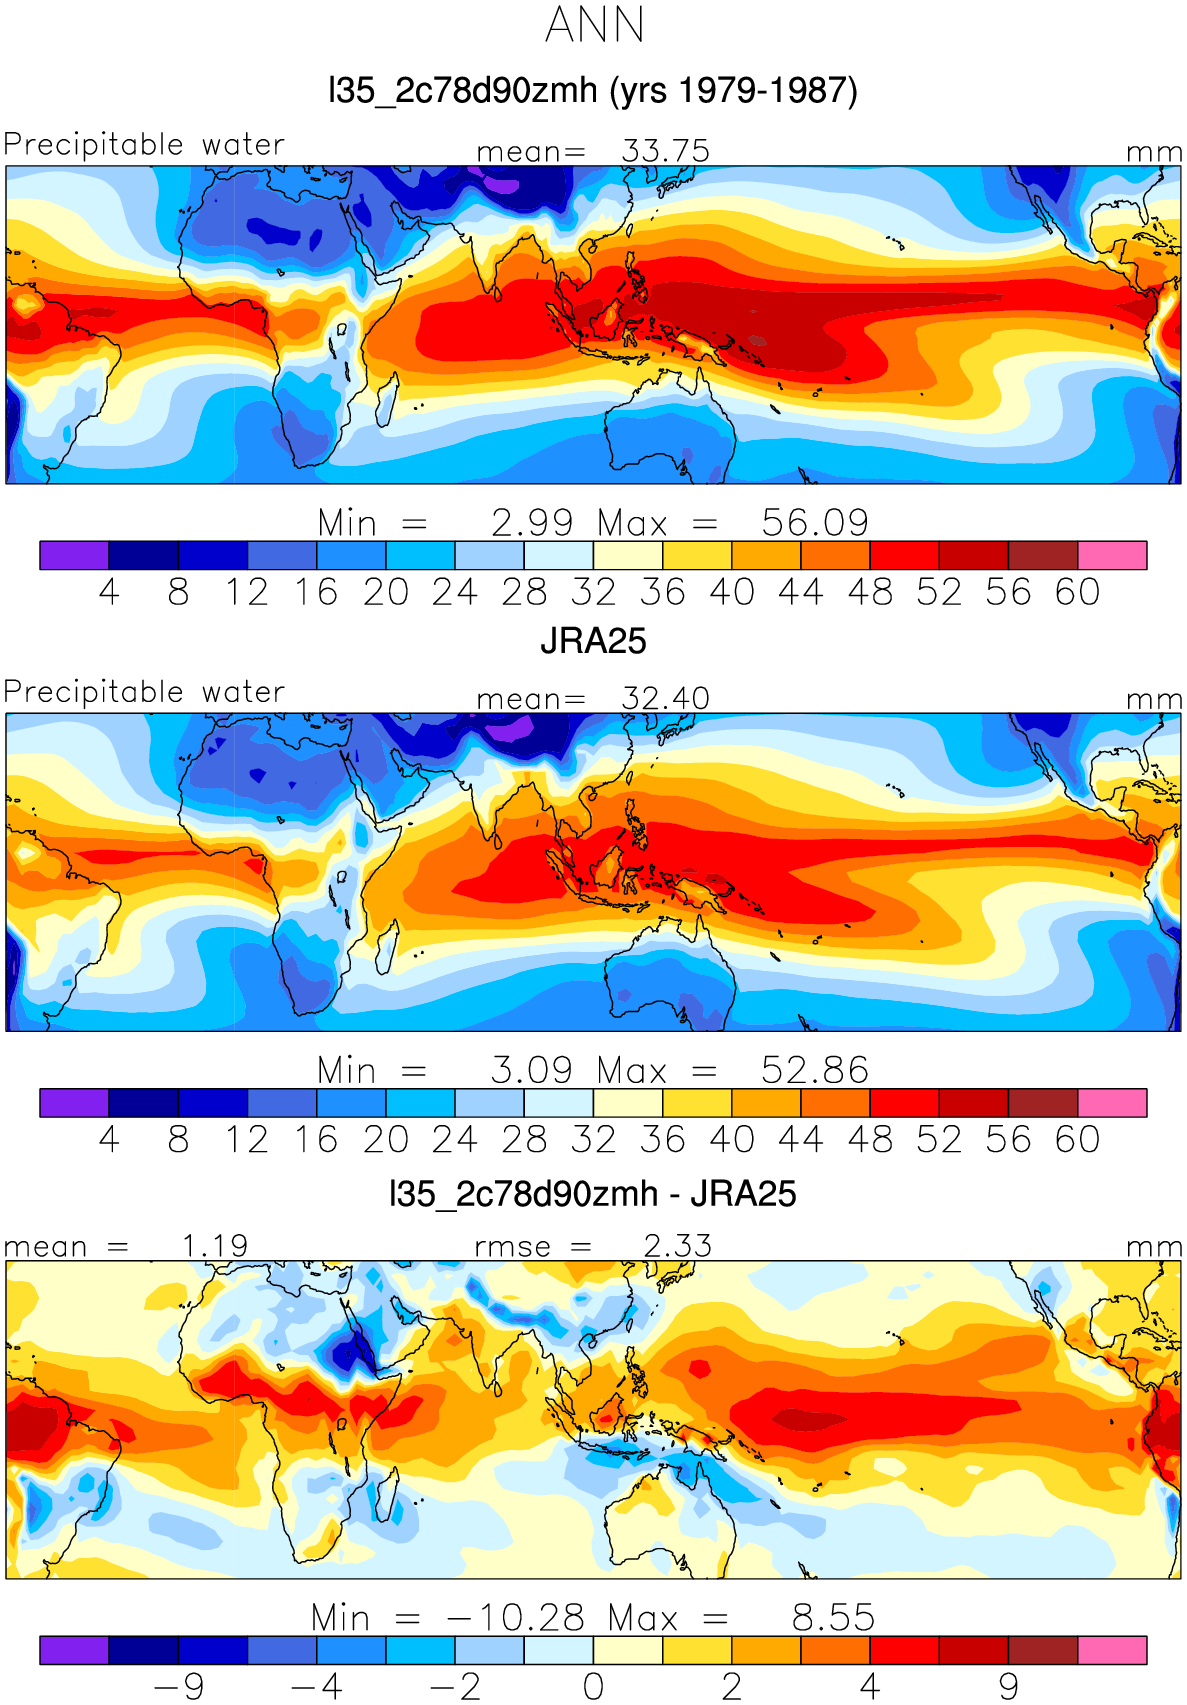 ANN
l35_2c78d90zmh (yrs 1979-1987)
Precipitable water mean= 33.75 mm
Min = 2.99 Max = 56.09
4 8 12 16 20 24 28 32 36 40 44 48 52 56 60
JRA25
Precipitable water mean= 32.40 mm
Min = 3.09 Max = 52.86
4 8 12 16 20 24 28 32 36 40 44 48 52 56 60
l35_2c78d90zmh - JRA25
mean = 1.19 rmse = 2.33 mm
Min = −10.28 Max = 8.55
−9 −4 −2 0 2 4 9